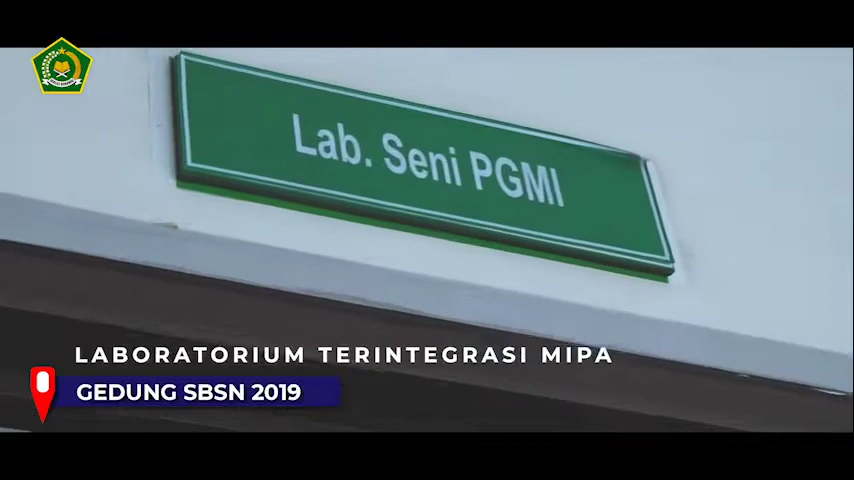 Lab. Seni PGMI
LABORATORIUM TERINTEGRASI MIPA
GEDUNG SBSN 2019